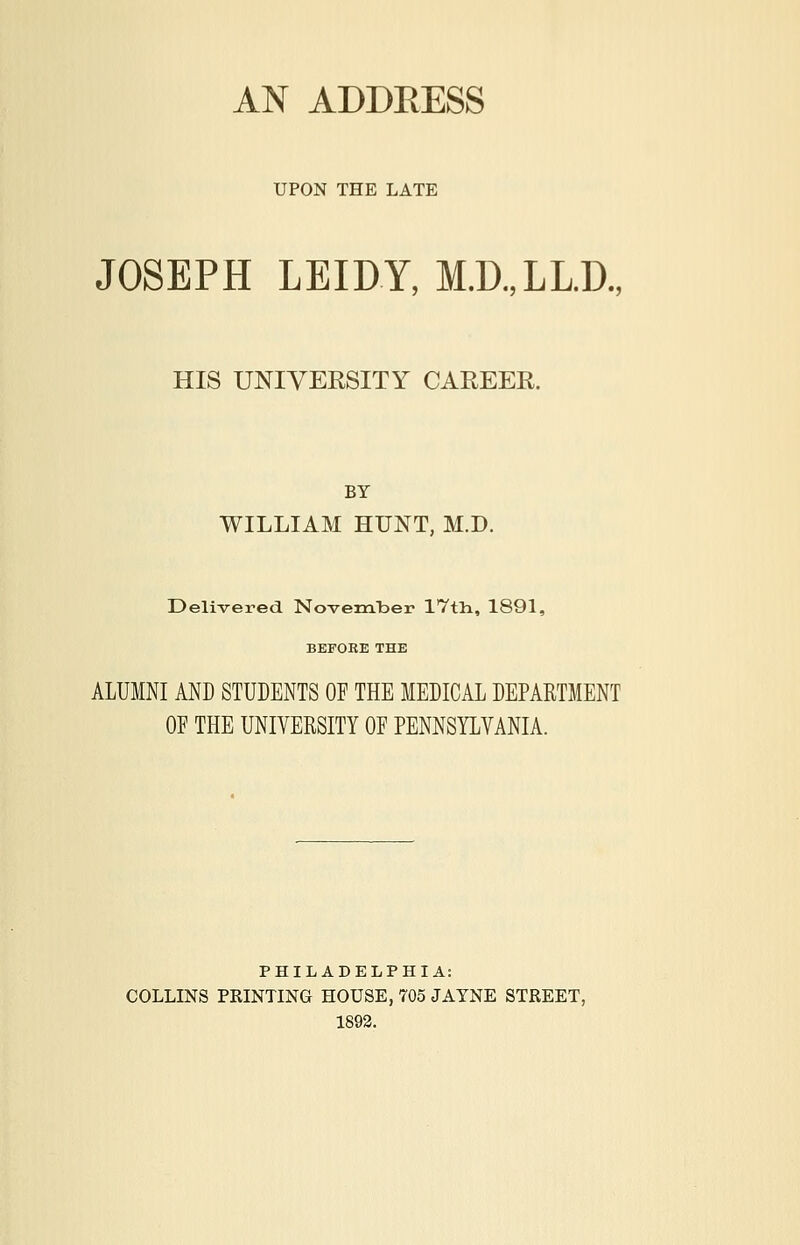 AN ADDRESS
UPON THE LATE
JOSEPH LEIDY, M.D., LL.D.,
HIS UNIVERSITY CAREER.
BY
WILLIAM HUNT, M.D.
Delivered November 17th, 1891,
BEFORE THE
ALUMNI AND STUDENTS OF THE MEDICAL DEPARTMENT
OF THE UNIVERSITY OF PENNSYLVANIA.
PHILADELPHIA:
COLLINS PRINTING HOUSE, 705 JAYNE STREET,
1892.